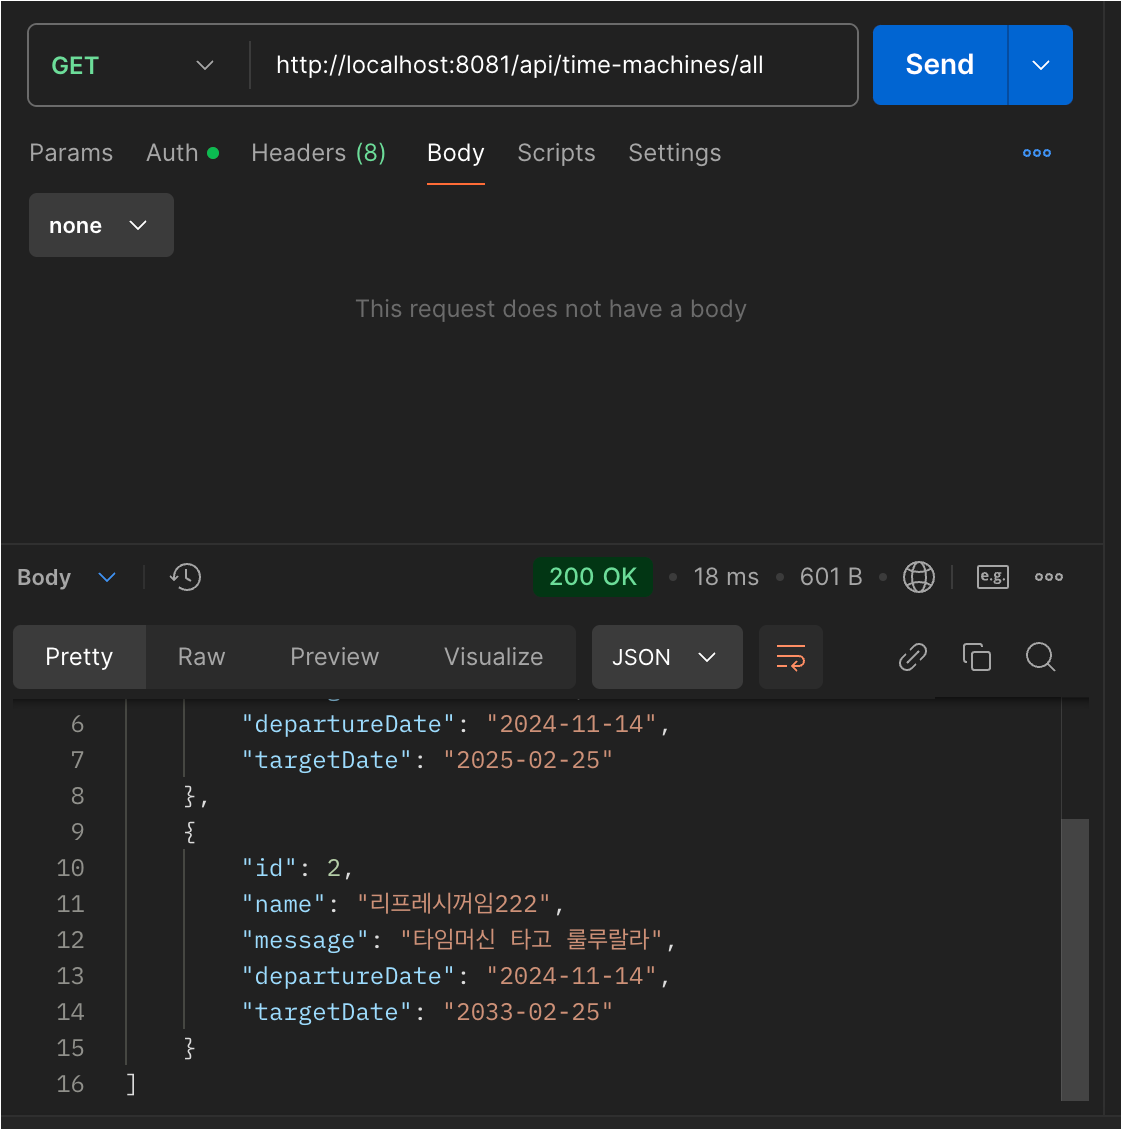 GET http://localhost:8081/api/time-machines/all Send
Params Auth Headers (8) Body Scripts Settings
none
This request does not have a body
Body 200 OK 18 ms 601 B e.g.
Pretty Raw Preview Visualize JSON
6 "departureDate": "2024-11-14",
7 "targetDate": "2025-02-25"
8 },
9 {
10 "id": 2,
11 "name": "리프레시꺼임222",
12 "message": "타임머신 타고 룰루랄라",
13 "departureDate": "2024-11-14",
14 "targetDate": "2033-02-25"
15 }
16 ]